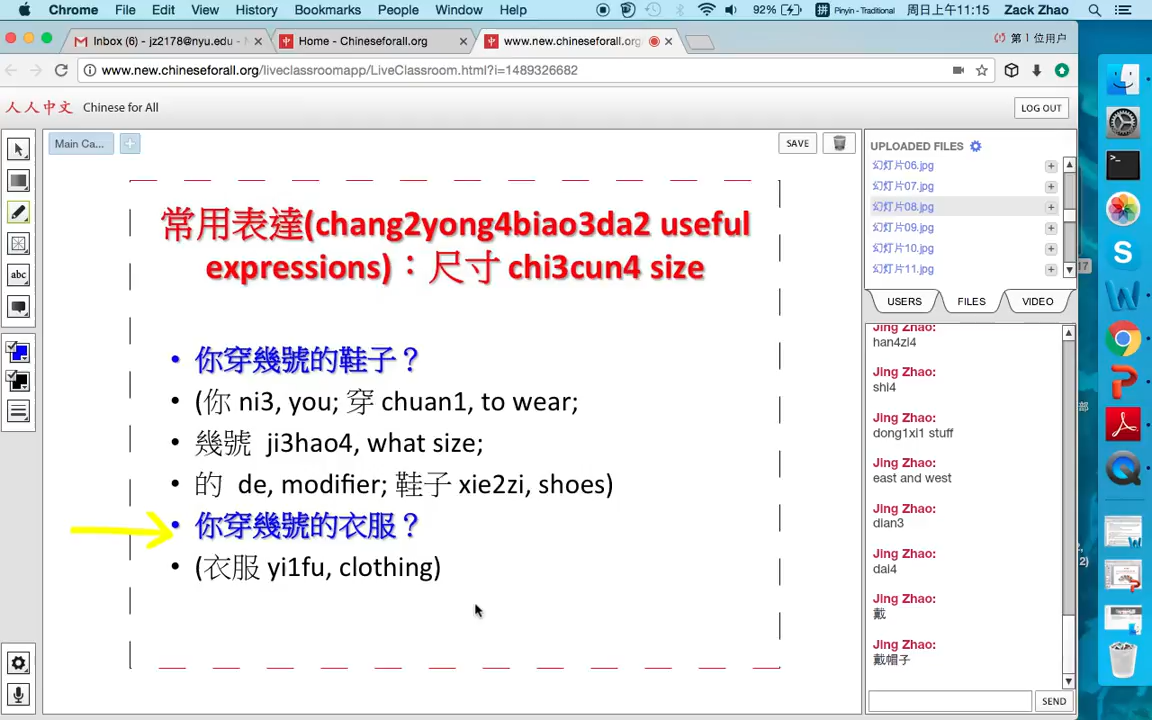 Chrome File Edit View History Bookmarks People Window Help 92% Pinyin - Traditional 周日上午11:15 Zack Zhao
Inbox (6) - jz2178@nyu.edu - Home - Chineseforall.org www.new.chineseforall.org 第 1 位用户
www.new.chineseforall.org/liveclassroomapp/LiveClassroom.html?i=1489326682
人人中文 Chinese for All LOG OUT
Main Ca... SAVE
常用表達(chang2yong4biao3da2 useful
expressions)：尺寸 chi3cun4 size
• 你穿幾號的鞋子？
• (你 ni3, you; 穿 chuan1, to wear;
• 幾號 ji3hao4, what size;
• 的 de, modifier; 鞋子 xie2zi, shoes)
• 你穿幾號的衣服？
• (衣服 yi1fu, clothing)
abc
UPLOADED FILES
幻灯片06.jpg
幻灯片07.jpg
幻灯片08.jpg
幻灯片09.jpg
幻灯片10.jpg
幻灯片11.jpg
USERS FILES VIDEO
Jing Zhao:
han4zi4
Jing Zhao:
shi4
Jing Zhao:
dong1xi1 stuff
Jing Zhao:
east and west
Jing Zhao:
dian3
Jing Zhao:
dai4
Jing Zhao:
戴
Jing Zhao:
戴帽子
SEND
17
部
2)